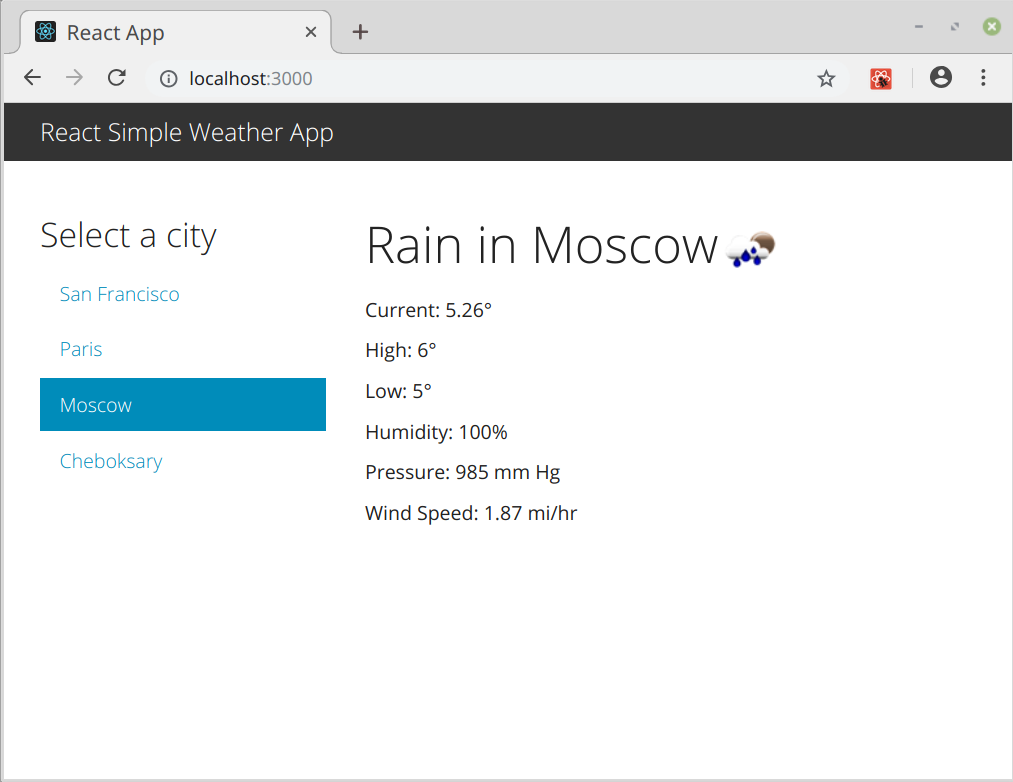 React App
localhost:3000
React Simple Weather App
Select a city
San Francisco
Paris
Moscow
Cheboksary
Rain in Moscow
Current: 5.26°
High: 6°
Low: 5°
Humidity: 100%
Pressure: 985 mm Hg
Wind Speed: 1.87 mi/hr